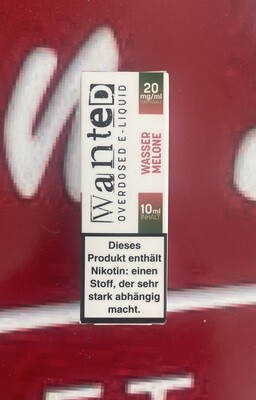 WanteD
OVERDOSED E-LIQUID
20
mg/ml
WASSER
MELONE
10ml
INHALT
Dieses
Produkt enthält
Nikotin: einen
Stoff, der sehr
stark abhängig
macht.